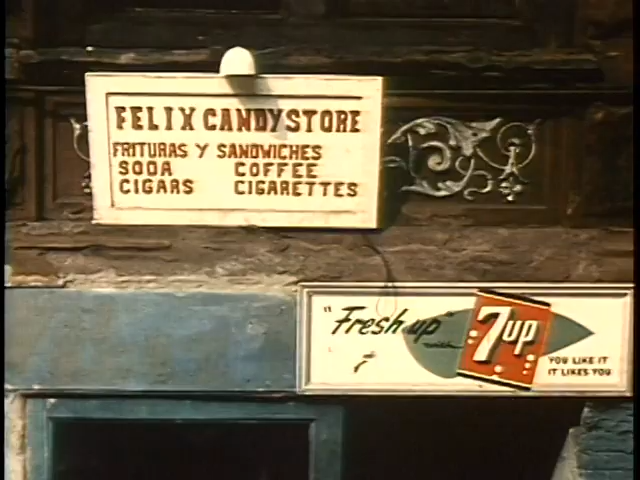 FELIX CANDYSTORE
FRITURAS Y SANDWICHES
SODA COFFEE
CIGARS CIGARETTES
"Fresh up"
with
7up
YOU LIKE IT
IT LIKES YOU